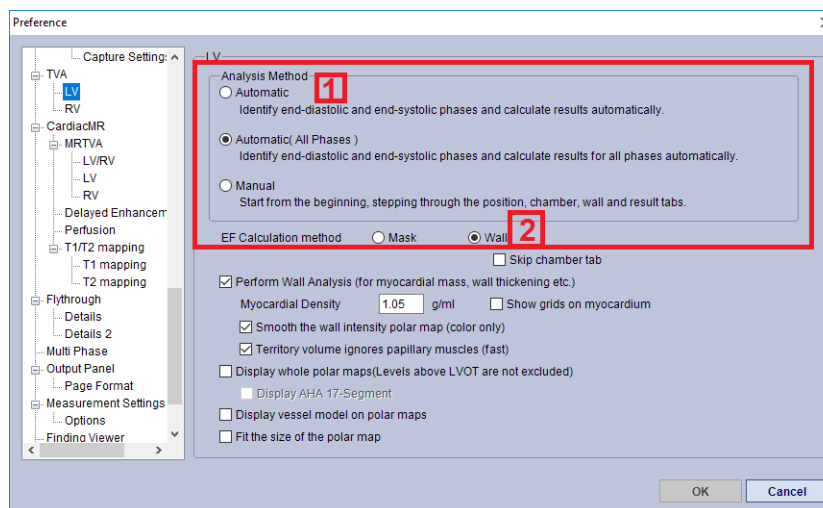 Preference
Capture Setting:
TVA
LV
RV
CardiacMR
MRTVA
LV/RV
LV
RV
Delayed Enhancem
Perfusion
T1/T2 mapping
T1 mapping
T2 mapping
Flythrough
Details
Details 2
Multi Phase
Output Panel
Page Format
Measurement Settings
Options
Finding Viewer
LV
Analysis Method
1
Automatic
Identify end-diastolic and end-systolic phases and calculate results automatically.
Automatic( All Phases )
Identify end-diastolic and end-systolic phases and calculate results for all phases automatically.
Manual
Start from the beginning, stepping through the position, chamber, wall and result tabs.
EF Calculation method Mask Wall 2
Skip chamber tab
Perform Wall Analysis (for myocardial mass, wall thickening etc.)
Myocardial Density 1.05 g/ml Show grids on myocardium
Smooth the wall intensity polar map (color only)
Territory volume ignores papillary muscles (fast)
Display whole polar maps(Levels above LVOT are not excluded)
Display AHA 17-Segment
Display vessel model on polar maps
Fit the size of the polar map
OK Cancel